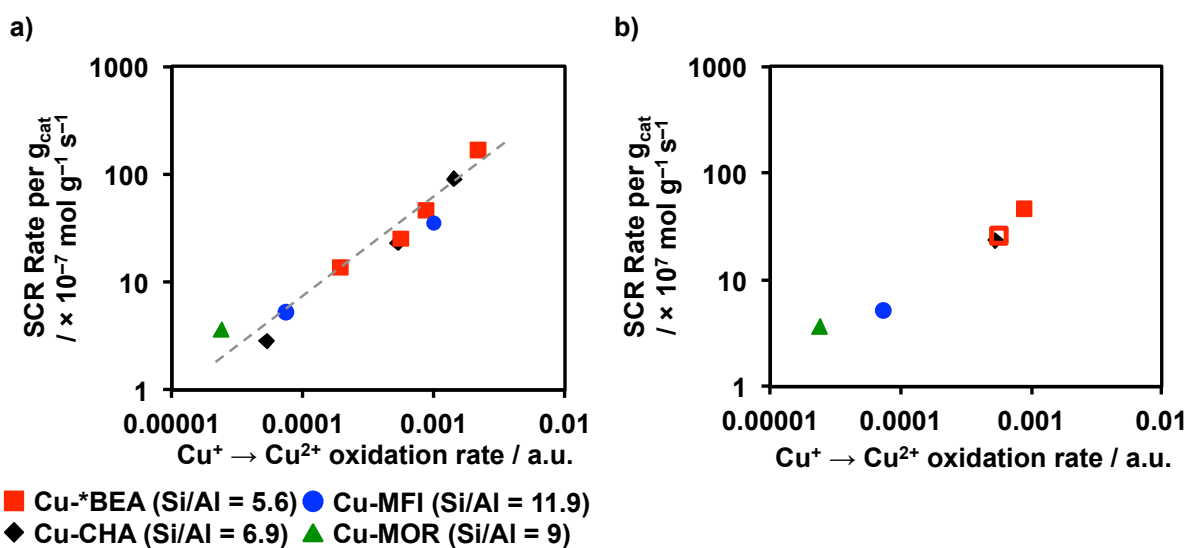 a)
1000
100
10
1
SCR Rate per g_cat
/ × 10⁻⁷ mol g⁻¹ s⁻¹
0.00001 0.0001 0.001 0.01
Cu⁺ → Cu²⁺ oxidation rate / a.u.
b)
1000
100
10
1
SCR Rate per g_cat
/ × 10⁷ mol g⁻¹ s⁻¹
0.00001 0.0001 0.001 0.01
Cu⁺ → Cu²⁺ oxidation rate / a.u.
Cu-*BEA (Si/Al = 5.6) Cu-MFI (Si/Al = 11.9)
Cu-CHA (Si/Al = 6.9) Cu-MOR (Si/Al = 9)